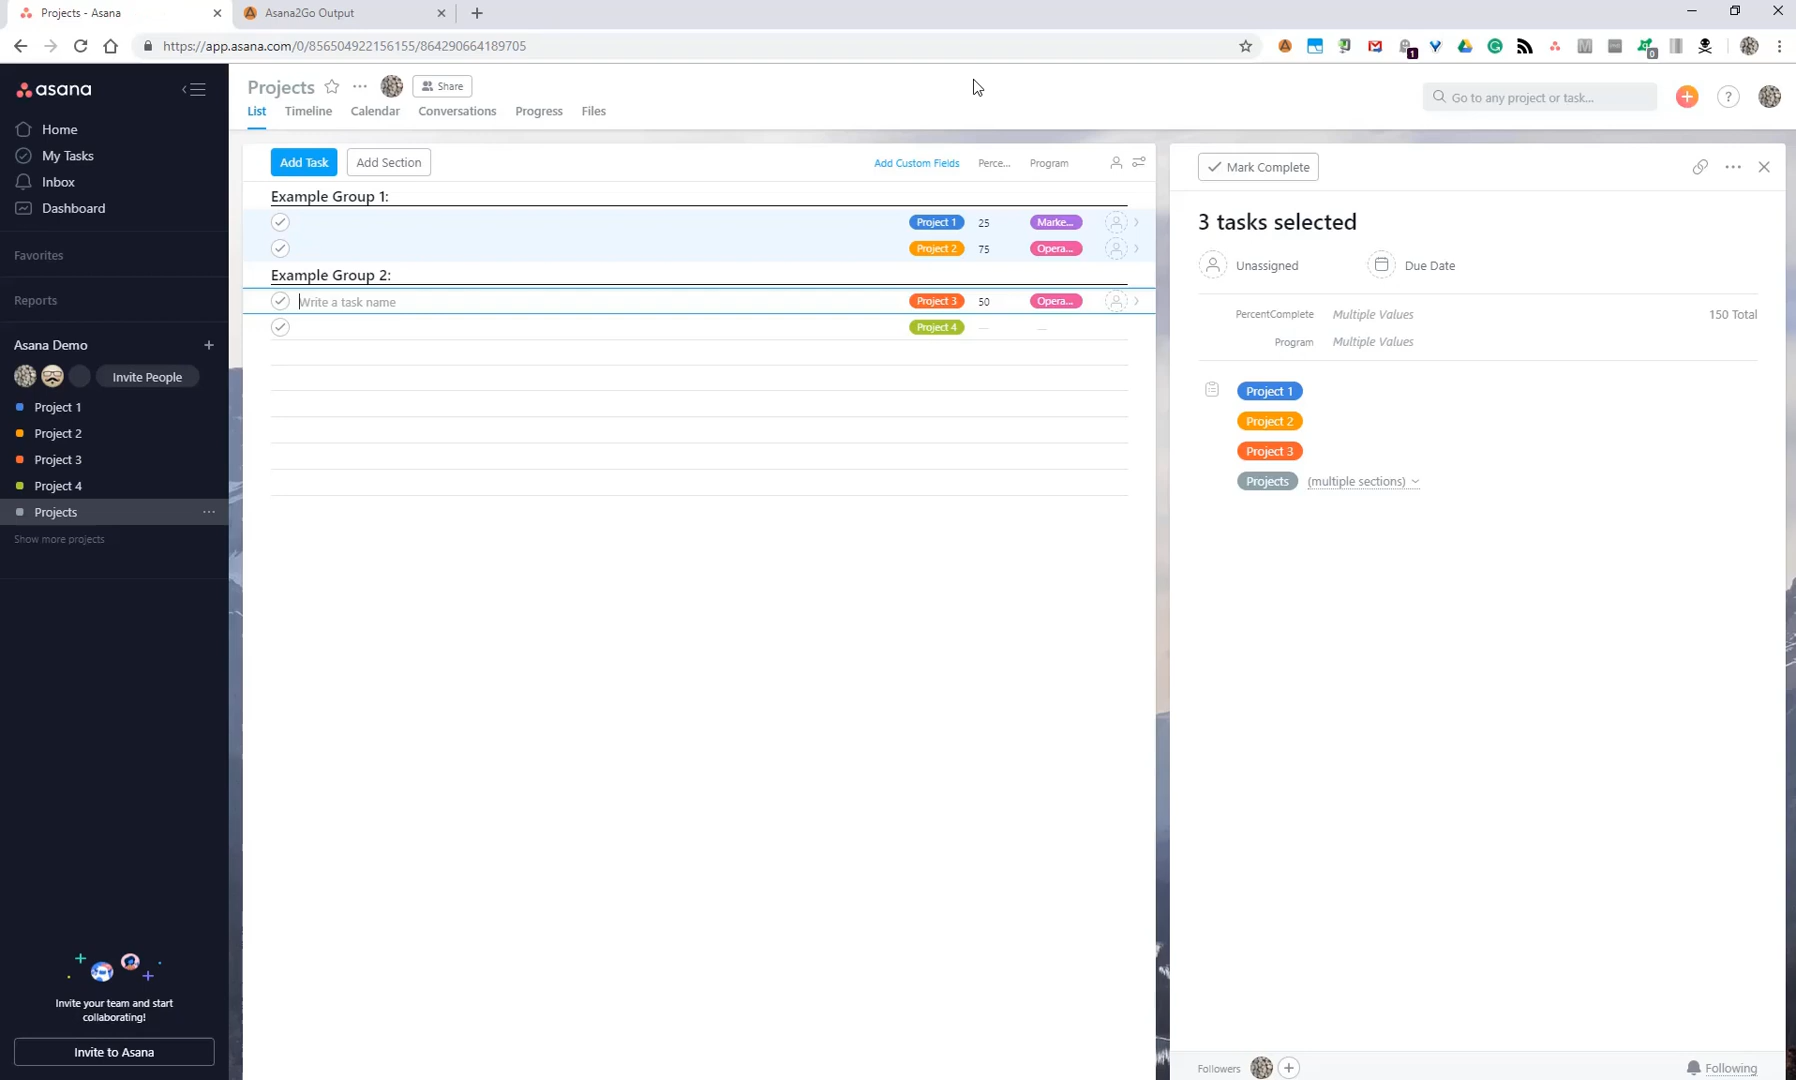 Projects - Asana
Asana2Go Output
https://app.asana.com/0/856504922156155/864290664189705
1
0
asana
Home
My Tasks
Inbox
Dashboard
Favorites
Reports
Asana Demo
Invite People
Project 1
Project 2
Project 3
Project 4
Projects
Show more projects
Invite your team and start
collaborating!
Invite to Asana
Projects
Share
List Timeline Calendar Conversations Progress Files
Go to any project or task...
?
Add Task Add Section Add Custom Fields Perce... Program
Example Group 1:
Project 1 25 Marke...
Project 2 75 Opera...
Example Group 2:
Write a task name Project 3 50 Opera...
Project 4 — —
Mark Complete
3 tasks selected
Unassigned Due Date
PercentComplete Multiple Values 150 Total
Program Multiple Values
Project 1
Project 2
Project 3
Projects (multiple sections)
Followers Following